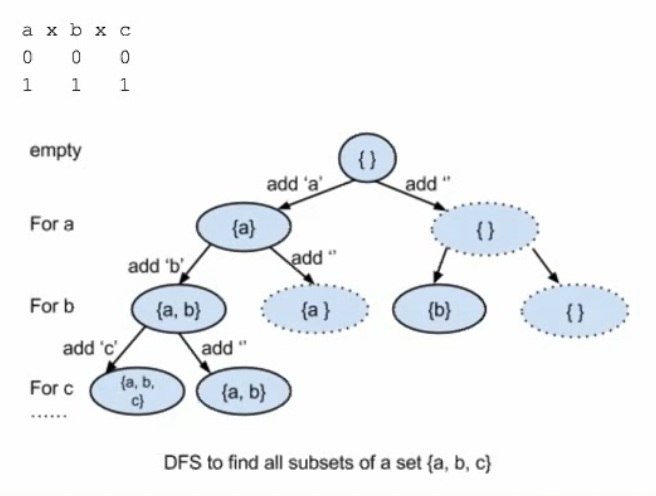 a x b x c
0 0 0
1 1 1
empty
{ }
add ‘a’ add ‘’
For a
{a}
{ }
add ‘b’ add ‘’
For b
{a, b}
{a }
{b}
{ }
add ‘c’ add ‘’
For c
{a, b,
c}
{a, b}
......
DFS to find all subsets of a set {a, b, c}